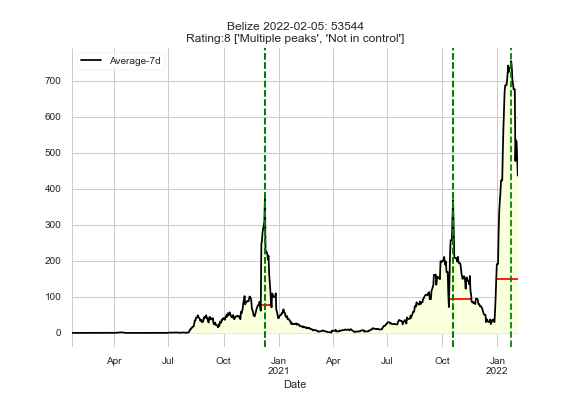 Belize 2022-02-05: 53544
Rating:8 ['Multiple peaks', 'Not in control']
Average-7d
700
600
500
400
300
200
100
0
Apr
Jul
Oct
Jan
2021
Apr
Jul
Oct
Jan
2022
Date